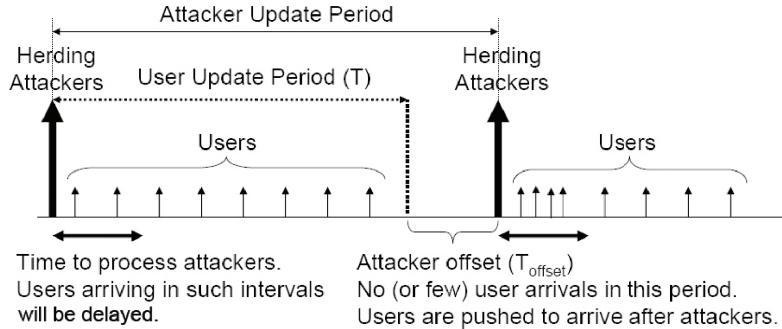 Attacker Update Period
Herding
Attackers
User Update Period (T)
Herding
Attackers
Users
Users
Time to process attackers.
Users arriving in such intervals
will be delayed.
Attacker offset (Toffset)
No (or few) user arrivals in this period.
Users are pushed to arrive after attackers.